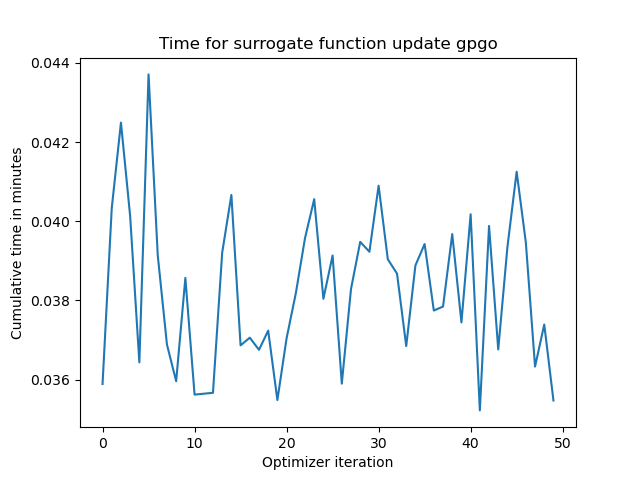 Time for surrogate function update gpgo
Cumulative time in minutes
0.044
0.042
0.040
0.038
0.036
0 10 20 30 40 50
Optimizer iteration